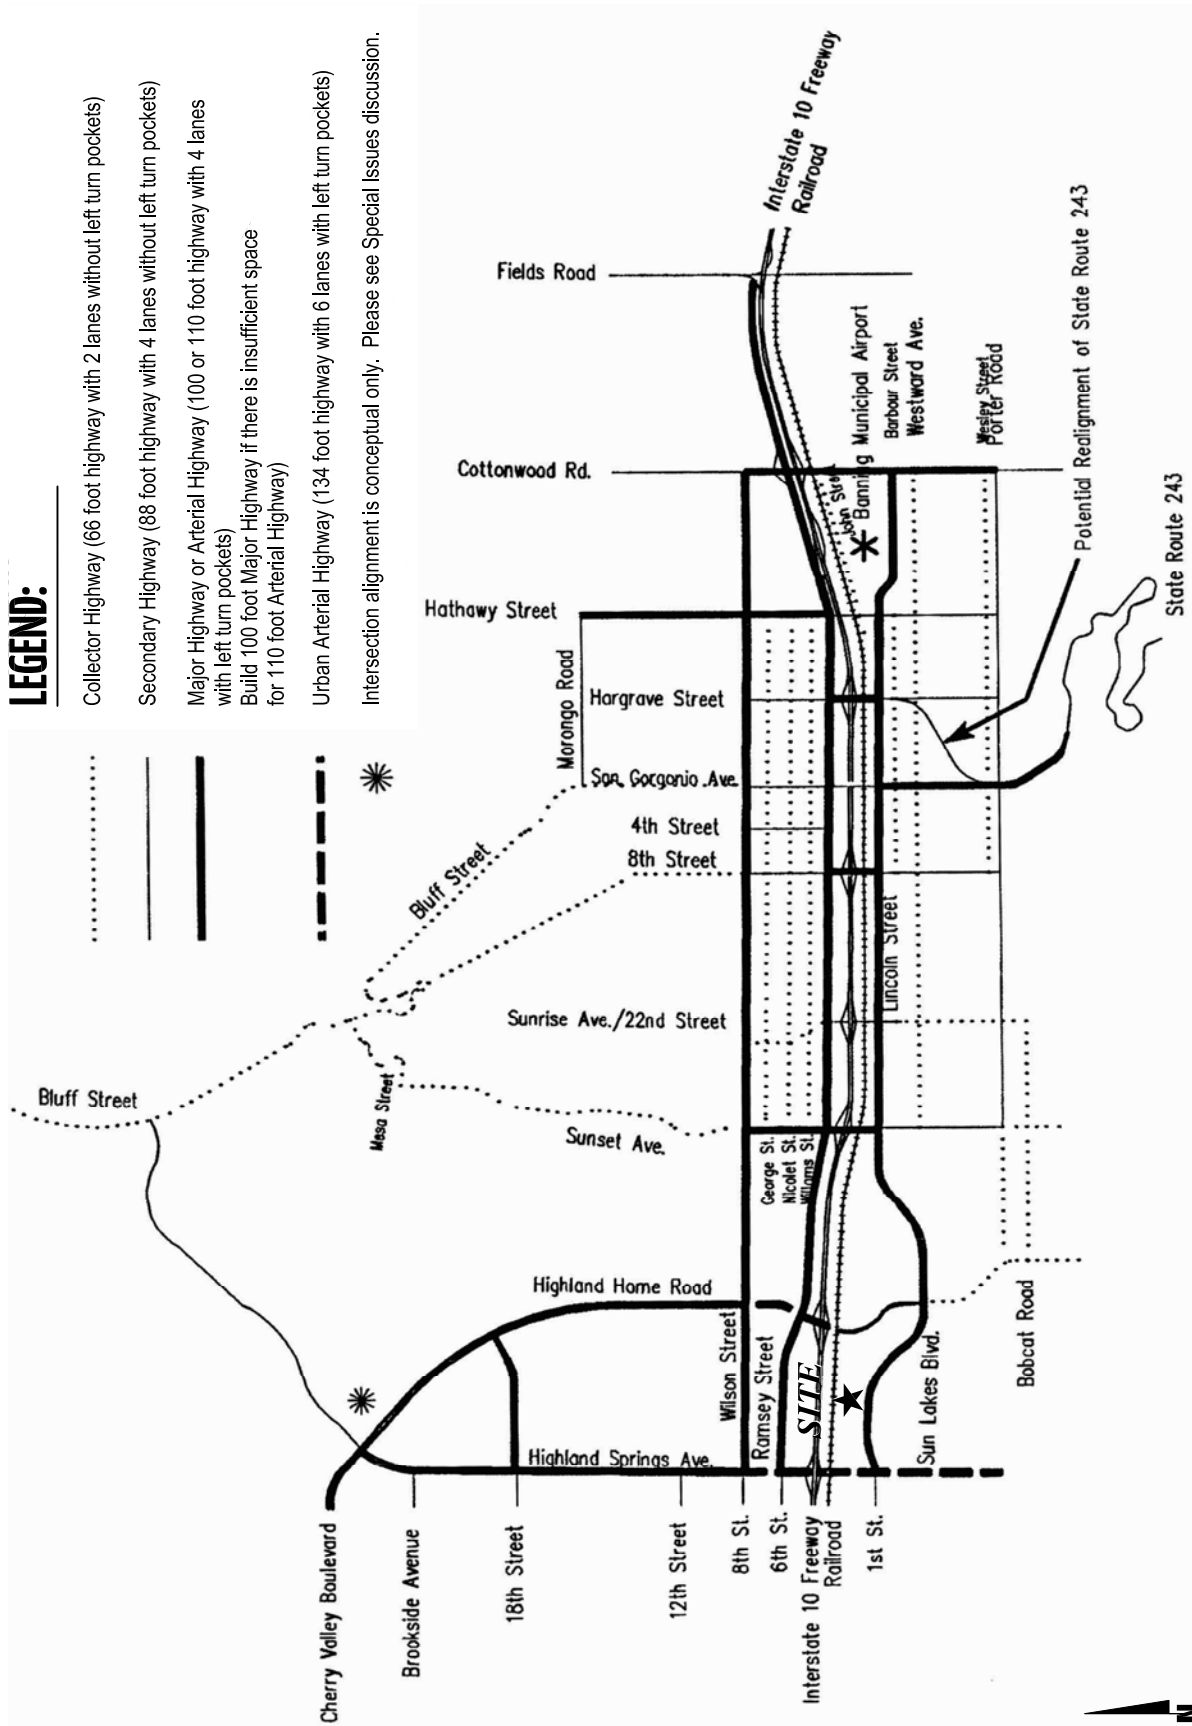 LEGEND:
Collector Highway (66 foot highway with 2 lanes without left turn pockets)
Secondary Highway (88 foot highway with 4 lanes without left turn pockets)
Major Highway or Arterial Highway (100 or 110 foot highway with 4 lanes
with left turn pockets)
Build 100 foot Major Highway if there is insufficient space
for 110 foot Arterial Highway)
Urban Arterial Highway (134 foot highway with 6 lanes with left turn pockets)
Intersection alignment is conceptual only. Please see Special Issues discussion.
Cherry Valley Boulevard
Brookside Avenue
18th Street
12th Street
8th St.
6th St.
Interstate 10 Freeway
Railroad
1st St.
Highland Springs Ave.
Wilson Street
Ramsey Street
SITE
Sun Lakes Blvd.
Bobcat Road
Highland Home Road
Bluff Street
Mesa Street
Sunset Ave.
George St.
Nicolet St.
Williams St.
Sunrise Ave./22nd Street
Lincoln Street
Bluff Street
8th Street
4th Street
San Gorgonio Ave.
Morongo Road
Hargrave Street
Hathawy Street
Cottonwood Rd.
Fields Road
John Street
Banning Municipal Airport
Barbour Street
Westward Ave.
Wesley Street
Porter Road
Interstate 10 Freeway
Railroad
Potential Redlignment of State Route 243
State Route 243
N